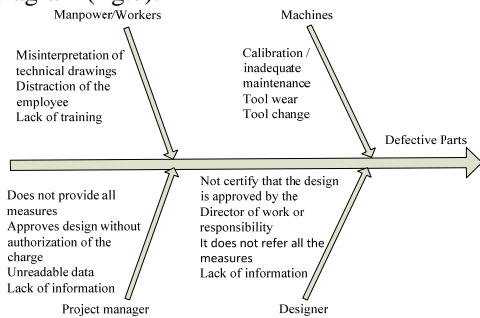 Manpower/Workers
Machines
Misinterpretation of
technical drawings
Distraction of the
employee
Lack of training
Calibration /
inadequate
maintenance
Tool wear
Tool change
Defective Parts
Does not provide all
measures
Approves design without
authorization of the
charge
Unreadable data
Lack of information
Not certify that the design
is approved by the
Director of work or
responsibility
It does not refer all the
measures
Lack of information
Project manager
Designer